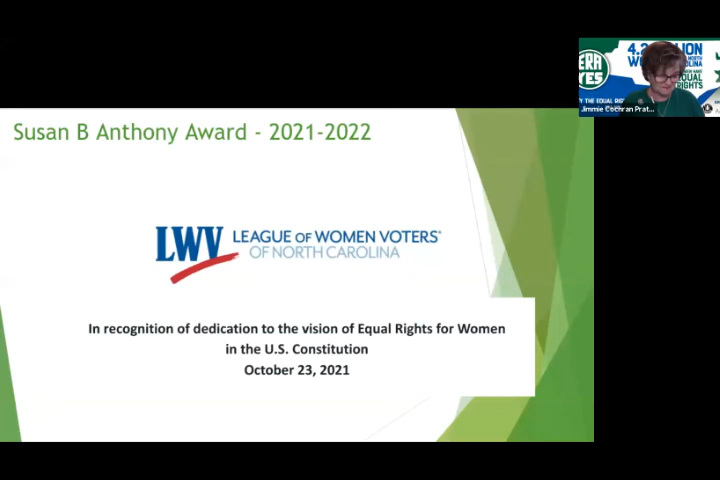 Susan B Anthony Award - 2021-2022
LWV LEAGUE OF WOMEN VOTERS®
OF NORTH CAROLINA
In recognition of dedication to the vision of Equal Rights for Women
in the U.S. Constitution
October 23, 2021
ERA
YES
Jimmie Cochran Prat...
EQUAL
RIGHTS